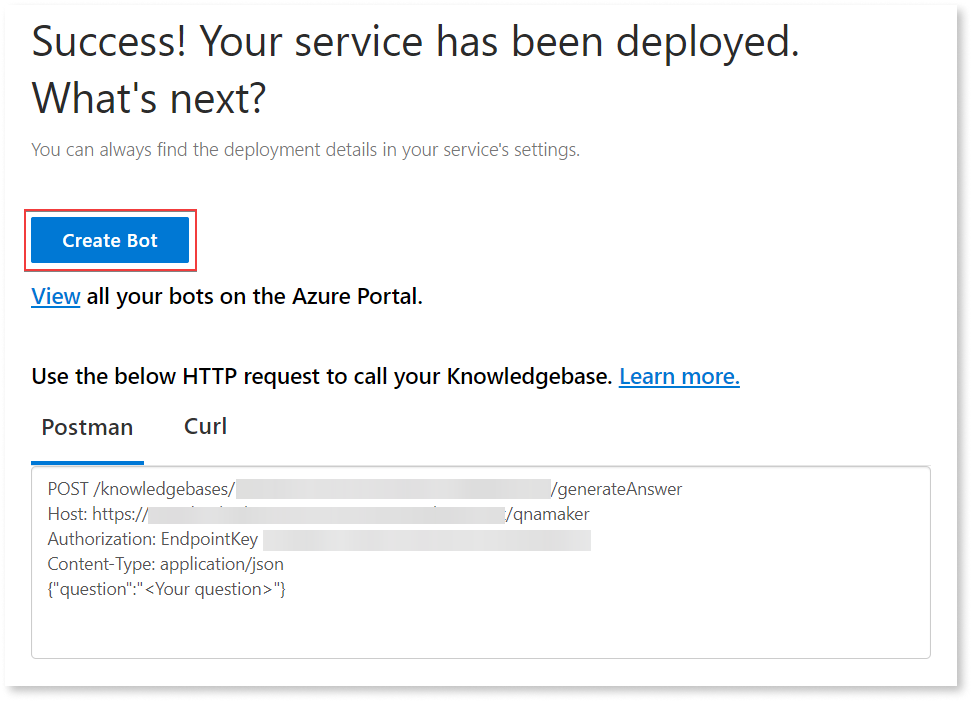 Success! Your service has been deployed.
What's next?
You can always find the deployment details in your service's settings.
Create Bot
View all your bots on the Azure Portal.
Use the below HTTP request to call your Knowledgebase. Learn more.
Postman Curl
POST /knowledgebases/ /generateAnswer
Host: https:// /qnamaker
Authorization: EndpointKey
Content-Type: application/json
{"question":"<Your question>"}